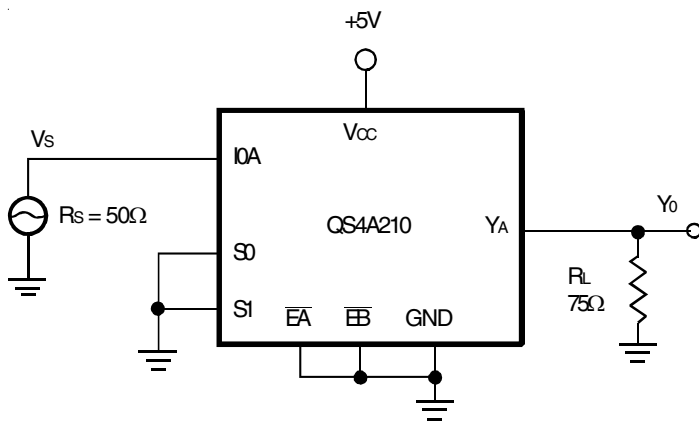 +5V
VCC
VS
I0A
RS = 50Ω
QS4A210
YA
Y0
S0
S1
EA
EB
GND
RL
75Ω